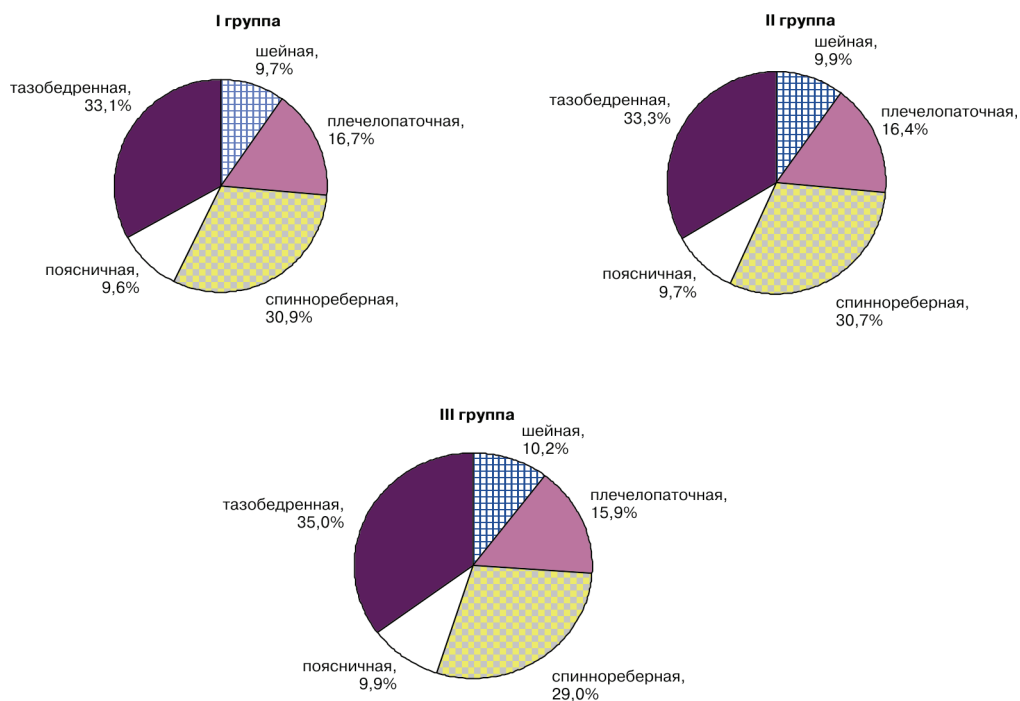 I группа
шейная,
9,7%
плечелопаточная,
16,7%
спиннореберная,
30,9%
поясничная,
9,6%
тазобедренная,
33,1%
II группа
шейная,
9,9%
плечелопаточная,
16,4%
спиннореберная,
30,7%
поясничная,
9,7%
тазобедренная,
33,3%
III группа
шейная,
10,2%
плечелопаточная,
15,9%
спиннореберная,
29,0%
поясничная,
9,9%
тазобедренная,
35,0%